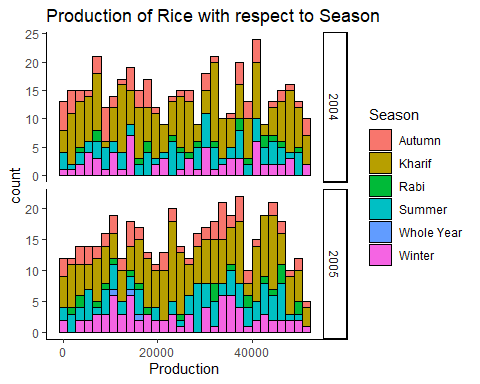 Production of Rice with respect to Season
25
20
15
10
5
0
2004
20
15
10
5
0
2005
count
0 20000 40000
Production
Season
Autumn
Kharif
Rabi
Summer
Whole Year
Winter